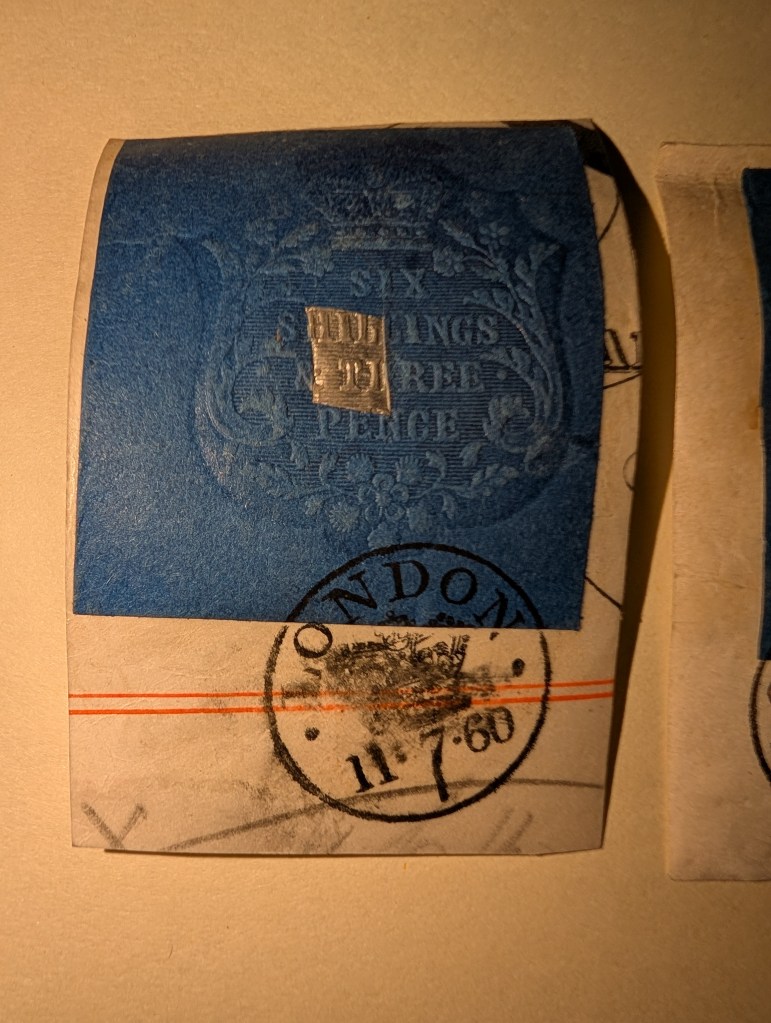 SIX
SHILLINGS
& THREE ·
PENCE
LONDON
11·7·60